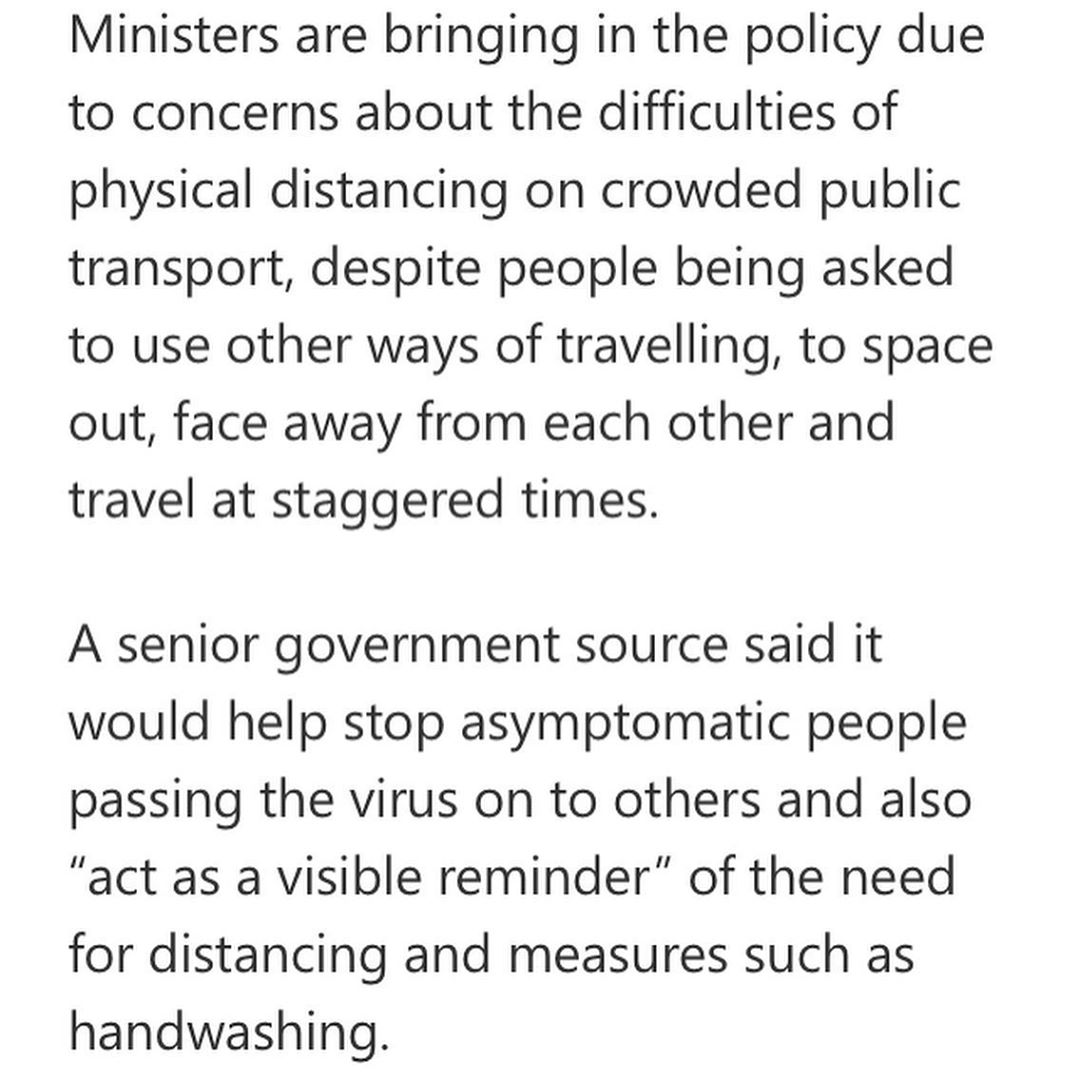 Ministers are bringing in the policy due
to concerns about the difficulties of
physical distancing on crowded public
transport, despite people being asked
to use other ways of travelling, to space
out, face away from each other and
travel at staggered times.
A senior government source said it
would help stop asymptomatic people
passing the virus on to others and also
“act as a visible reminder” of the need
for distancing and measures such as
handwashing.